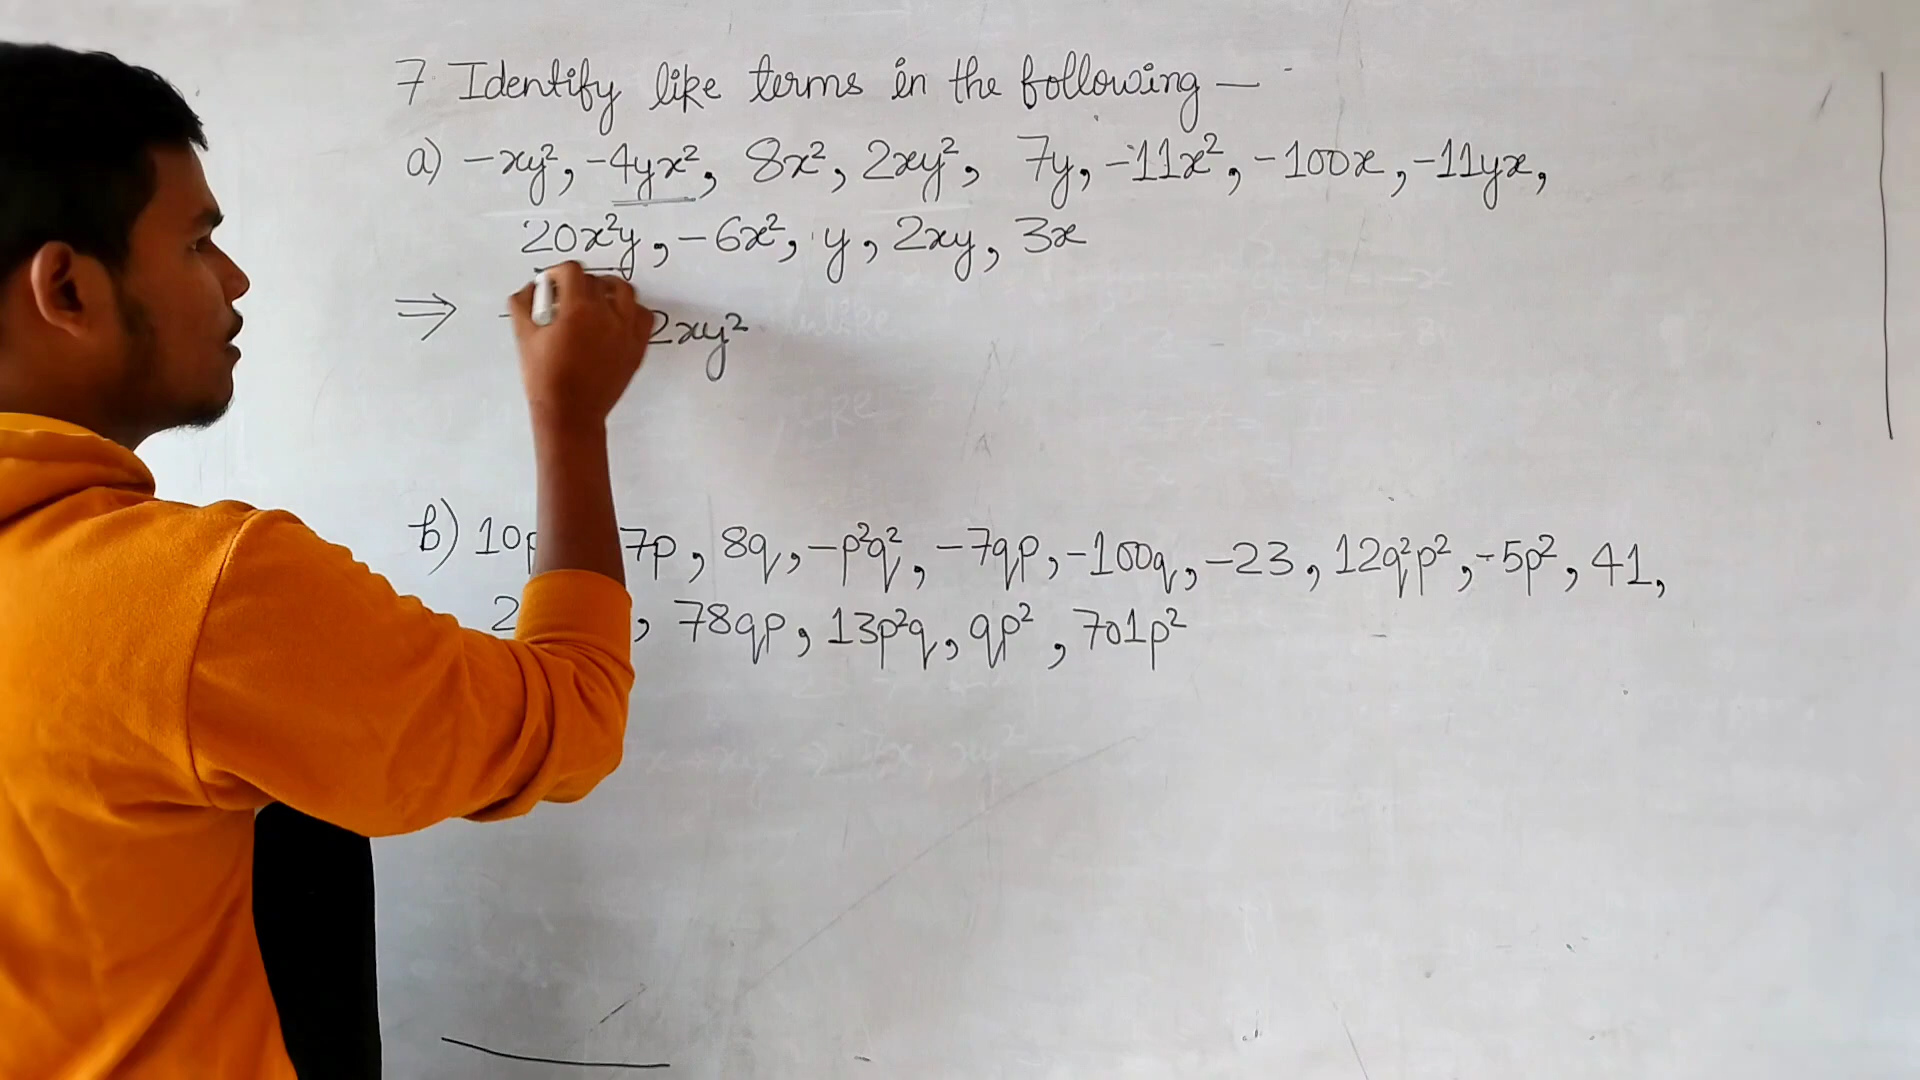 7 Identify like terms in the following —
a) -xy², -4yx², 8x², 2xy², 7y, -11x², -100x, -11yx,
20x²y, -6x², y, 2xy, 3x
⇒ 2xy²
b) 10p 7p, 8q, -p²q², -7qp, -100q, -23, 12q²p², -5p², 41,
2 , 78qp, 13p²q, qp², 701p²